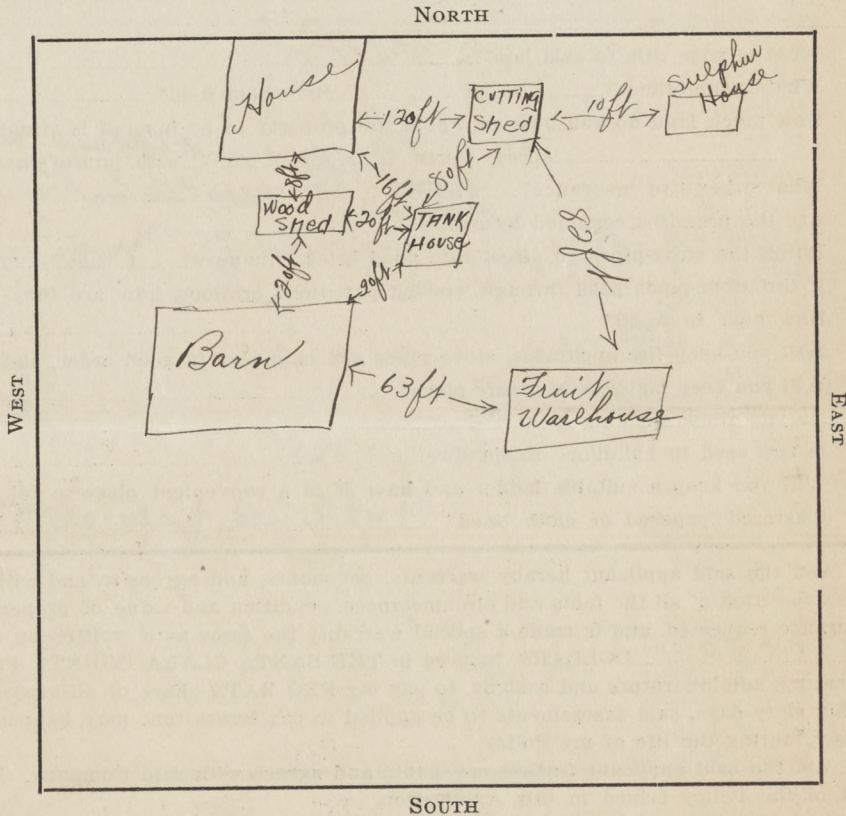 NORTH
House
←120ft→
CUTTING
Shed
←10ft→
Sulphur
House
8ft
16ft
80ft
Wood
Shed
20ft
TANK
HOUSE
20ft
20ft
Barn
63ft
Fruit
Warehouse
WEST
EAST
SOUTH